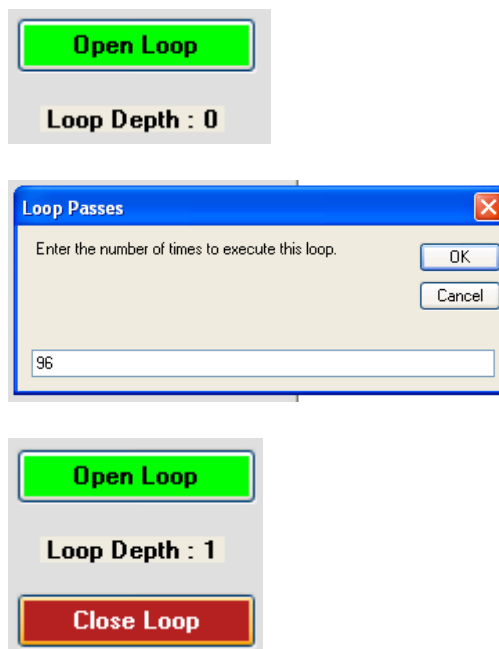 Open Loop
Loop Depth : 0
Loop Passes
Enter the number of times to execute this loop.
OK
Cancel
96
Open Loop
Loop Depth : 1
Close Loop